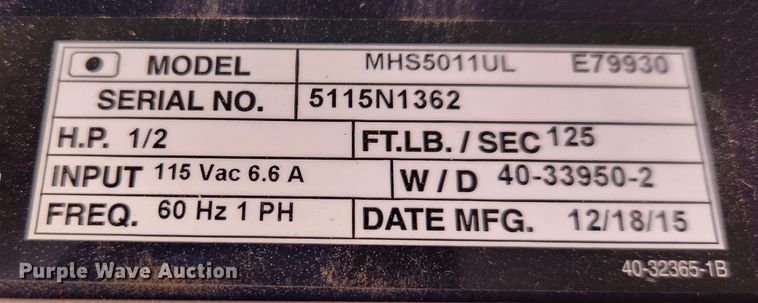 MODEL MHS5011UL E79930
SERIAL NO. 5115N1362
H.P. 1/2 FT.LB. / SEC 125
INPUT 115 Vac 6.6 A W / D 40-33950-2
FREQ. 60 Hz 1 PH DATE MFG. 12/18/15
Purple Wave Auction
40-32365-1B